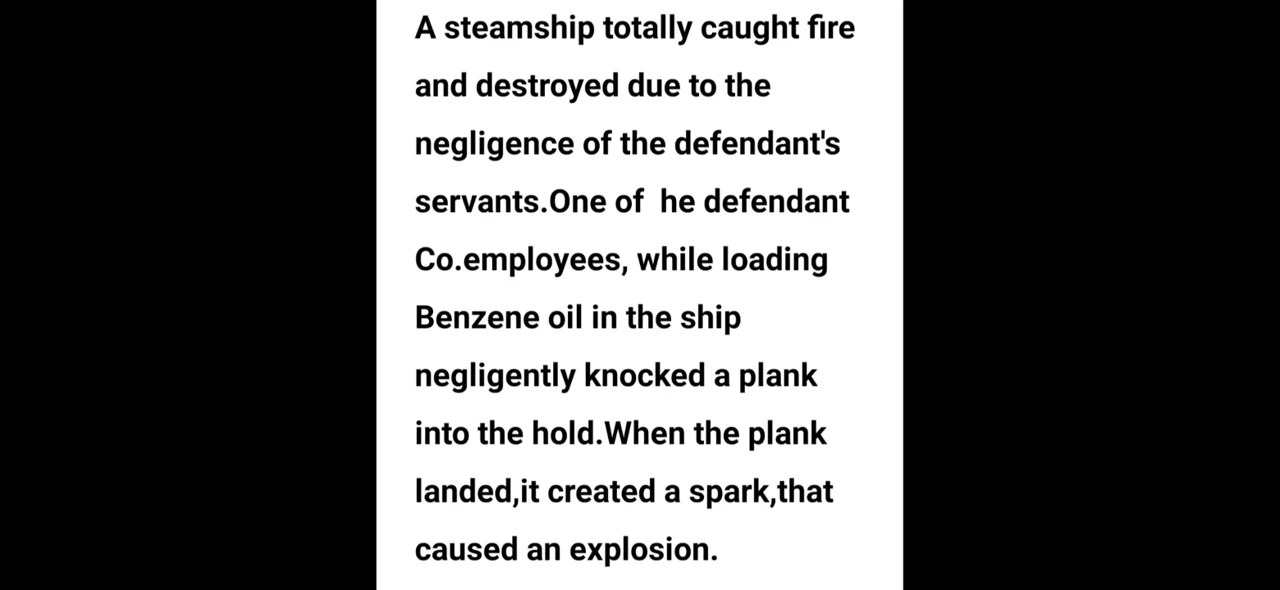 A steamship totally caught fire
and destroyed due to the
negligence of the defendant's
servants.One of  he defendant
Co.employees, while loading
Benzene oil in the ship
negligently knocked a plank
into the hold.When the plank
landed,it created a spark,that
caused an explosion.